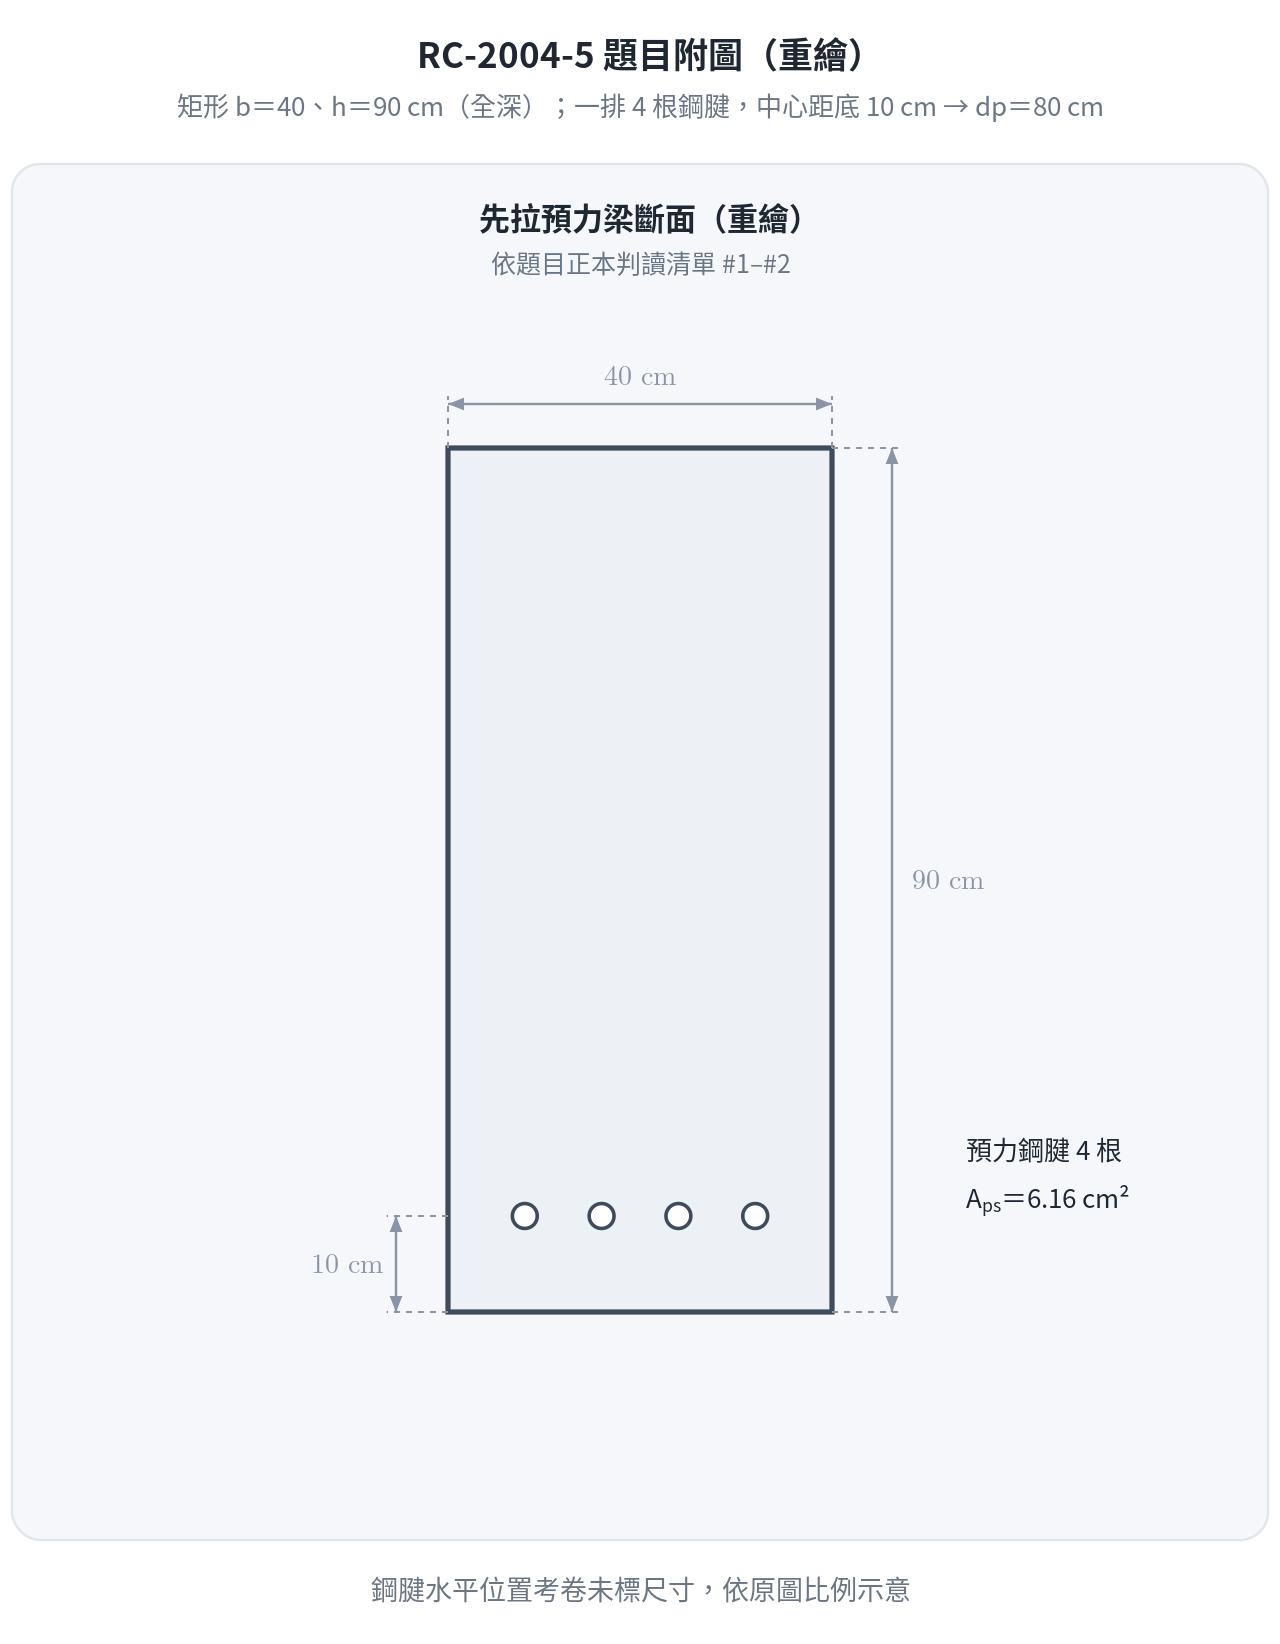 RC-2004-5 題目附圖（重繪）
矩形 b＝40、h＝90 cm（全深）；一排 4 根鋼腱，中心距底 10 cm → dp＝80 cm
先拉預力梁斷面（重繪）
依題目正本判讀清單 #1–#2
40 cm
90 cm
預力鋼腱 4 根
Aps＝6.16 cm²
10 cm
鋼腱水平位置考卷未標尺寸，依原圖比例示意